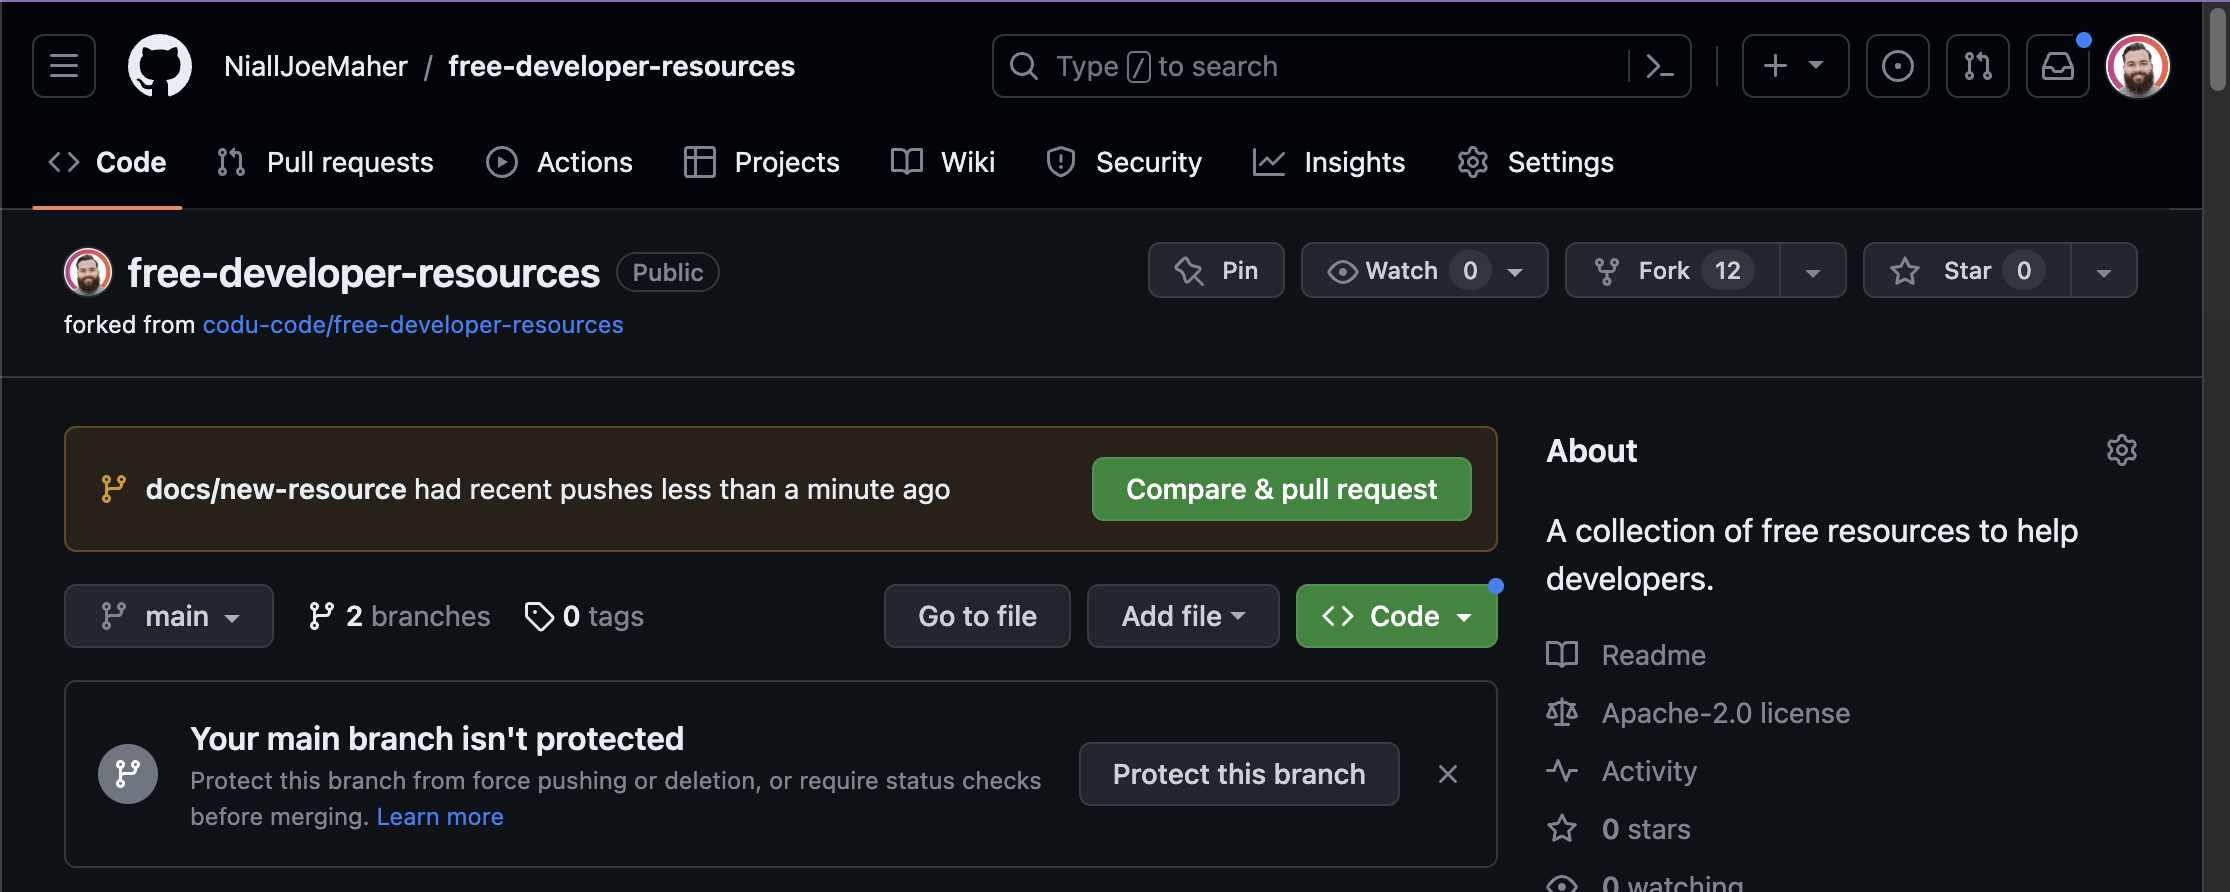 NiallJoeMaher / free-developer-resources
Type / to search
Code
Pull requests
Actions
Projects
Wiki
Security
Insights
Settings
free-developer-resources Public
Pin
Watch 0
Fork 12
Star 0
forked from codu-code/free-developer-resources
docs/new-resource had recent pushes less than a minute ago
Compare & pull request
main
2 branches
0 tags
Go to file
Add file
Code
Your main branch isn't protected
Protect this branch from force pushing or deletion, or require status checks
before merging. Learn more
Protect this branch
About
A collection of free resources to help
developers.
Readme
Apache-2.0 license
Activity
0 stars
0 watching